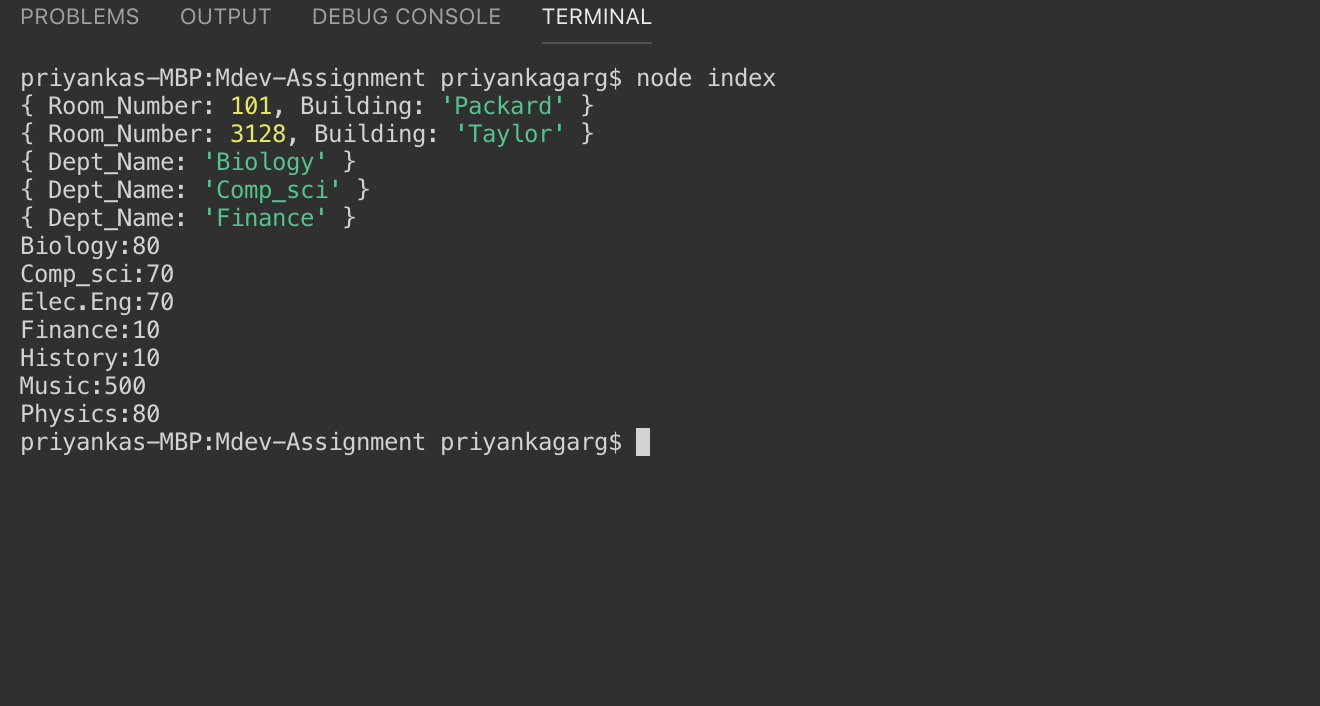 PROBLEMS OUTPUT DEBUG CONSOLE TERMINAL
priyankas-MBP:Mdev-Assignment priyankagarg$ node index
{ Room_Number: 101, Building: 'Packard' }
{ Room_Number: 3128, Building: 'Taylor' }
{ Dept_Name: 'Biology' }
{ Dept_Name: 'Comp_sci' }
{ Dept_Name: 'Finance' }
Biology:80
Comp_sci:70
Elec.Eng:70
Finance:10
History:10
Music:500
Physics:80
priyankas-MBP:Mdev-Assignment priyankagarg$